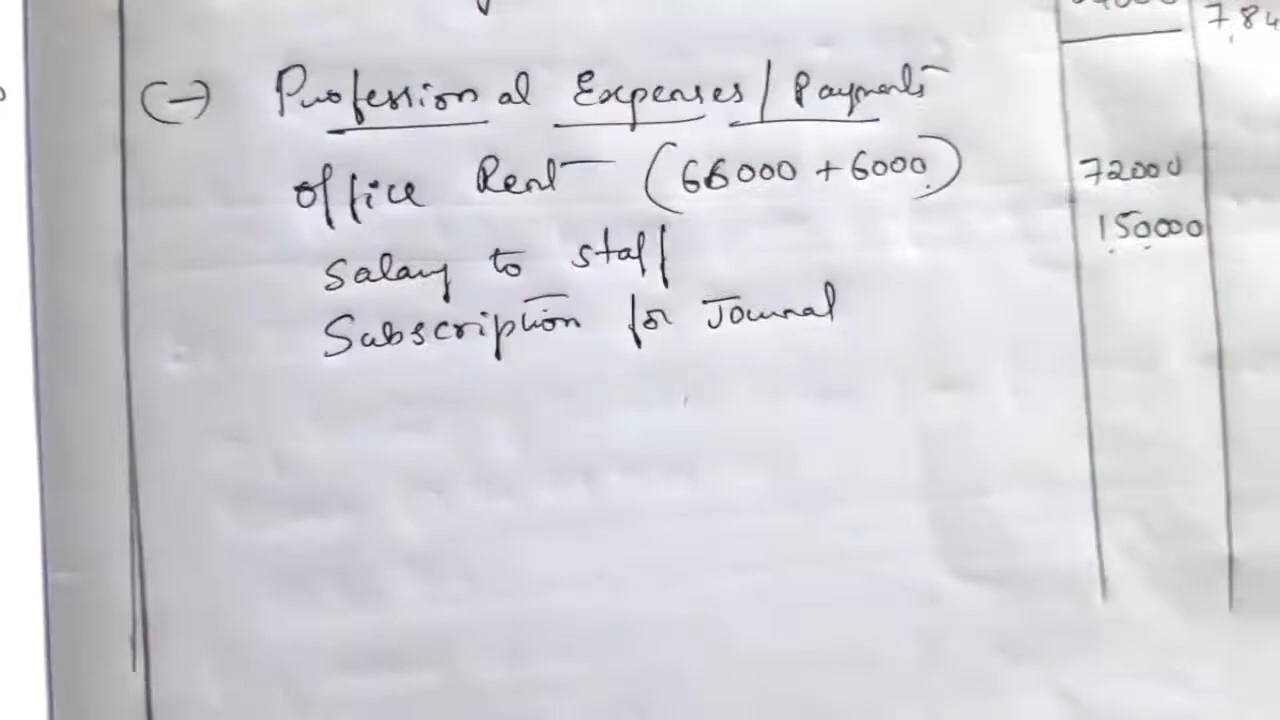 7,84
(-) Professional Expenses / Payments
Office Rent (66000 + 6000) 72000
Salary to staff 150000
Subscription for Journal